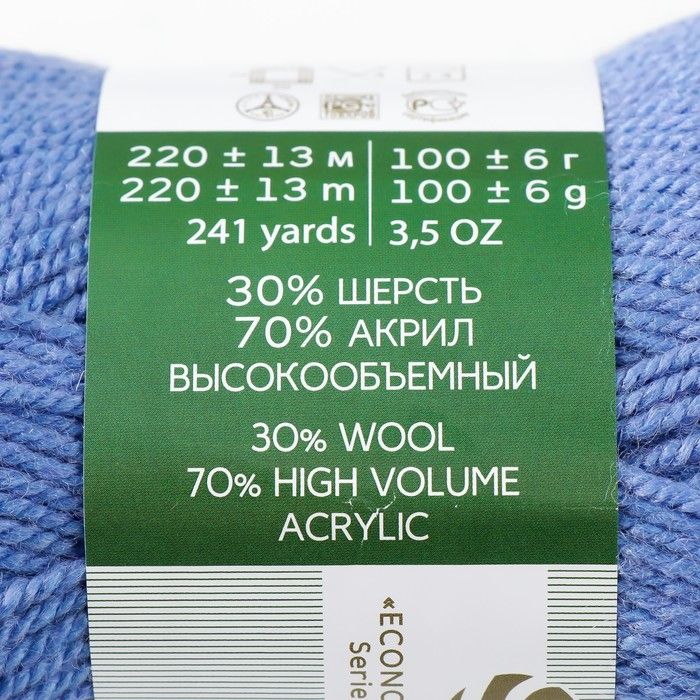 220 ± 13 м | 100 ± 6 г
220 ± 13 m | 100 ± 6 g
241 yards | 3,5 OZ
30% ШЕРСТЬ
70% АКРИЛ
ВЫСОКООБЪЕМНЫЙ
30% WOOL
70% HIGH VOLUME
ACRYLIC